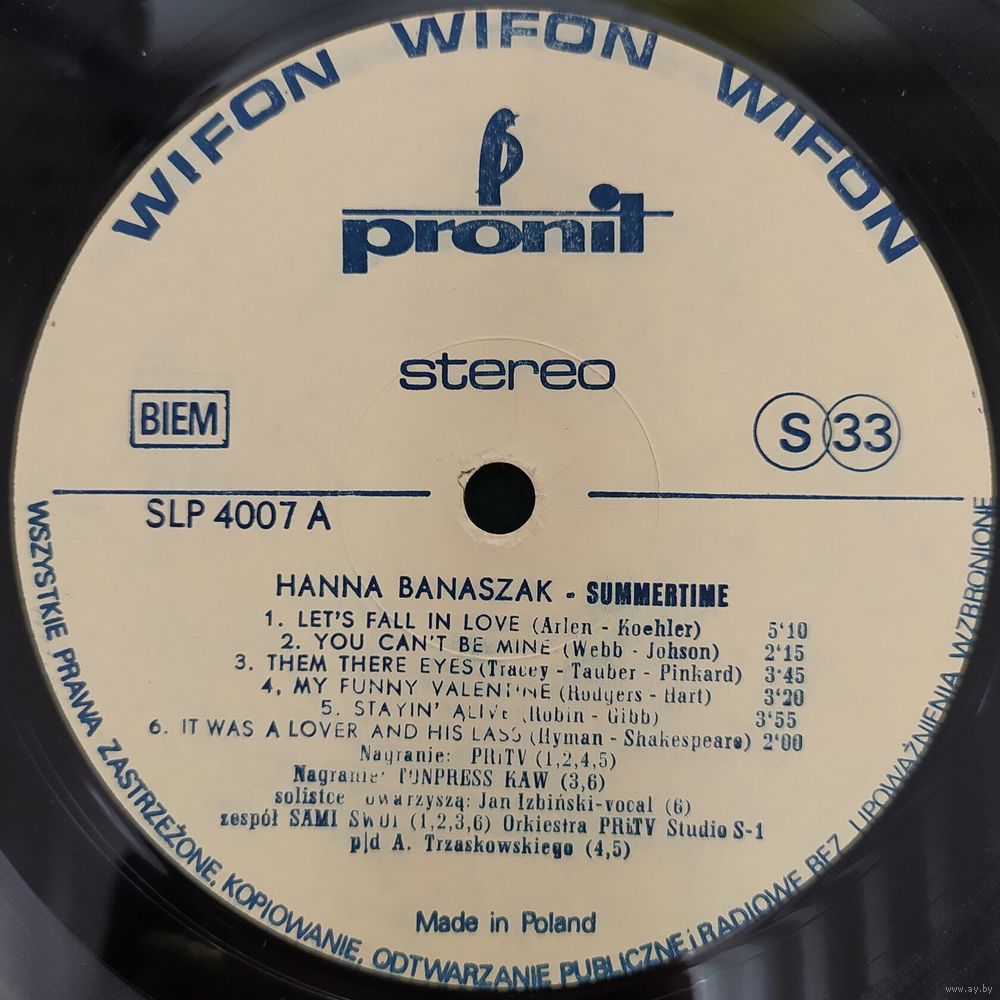 WIFON WIFON WIFON
pronit
stereo
BIEM
S 33
SLP 4007 A
HANNA BANASZAK - SUMMERTIME
1. LET'S FALL IN LOVE (Arlen - Koehler) 5'10
2. YOU CAN'T BE MINE (Webb - Johson) 2'15
3. THEM THERE EYES (Tracey - Tauber - Pinkard) 3'45
4, MY FUNNY VALENTINE (Rodgers - Hart) 3'20
5. STAYIN' ALIVE (Robin - Gibb) 3'55
6. IT WAS A LOVER AND HIS LASS (Hyman - Shakespeare) 2'00
Nagranie: PRiTV (1,2,4,5)
Nagranie: TONPRESS KAW (3,6)
solistce towarzyszą: Jan Izbiński-vocal (6)
zespół SAMI SWOI (1,2,3,6) Orkiestra PRiTV Studio S-1
p|d A. Trzaskowskiego (4,5)
Made in Poland
WSZYSTKIE PRAWA ZASTRZEŻONE, KOPIOWANIE, ODTWARZANIE PUBLICZNE i RADIOWE BEZ UPOWAŻNIENIA WZBRONIONE
www.ay.by